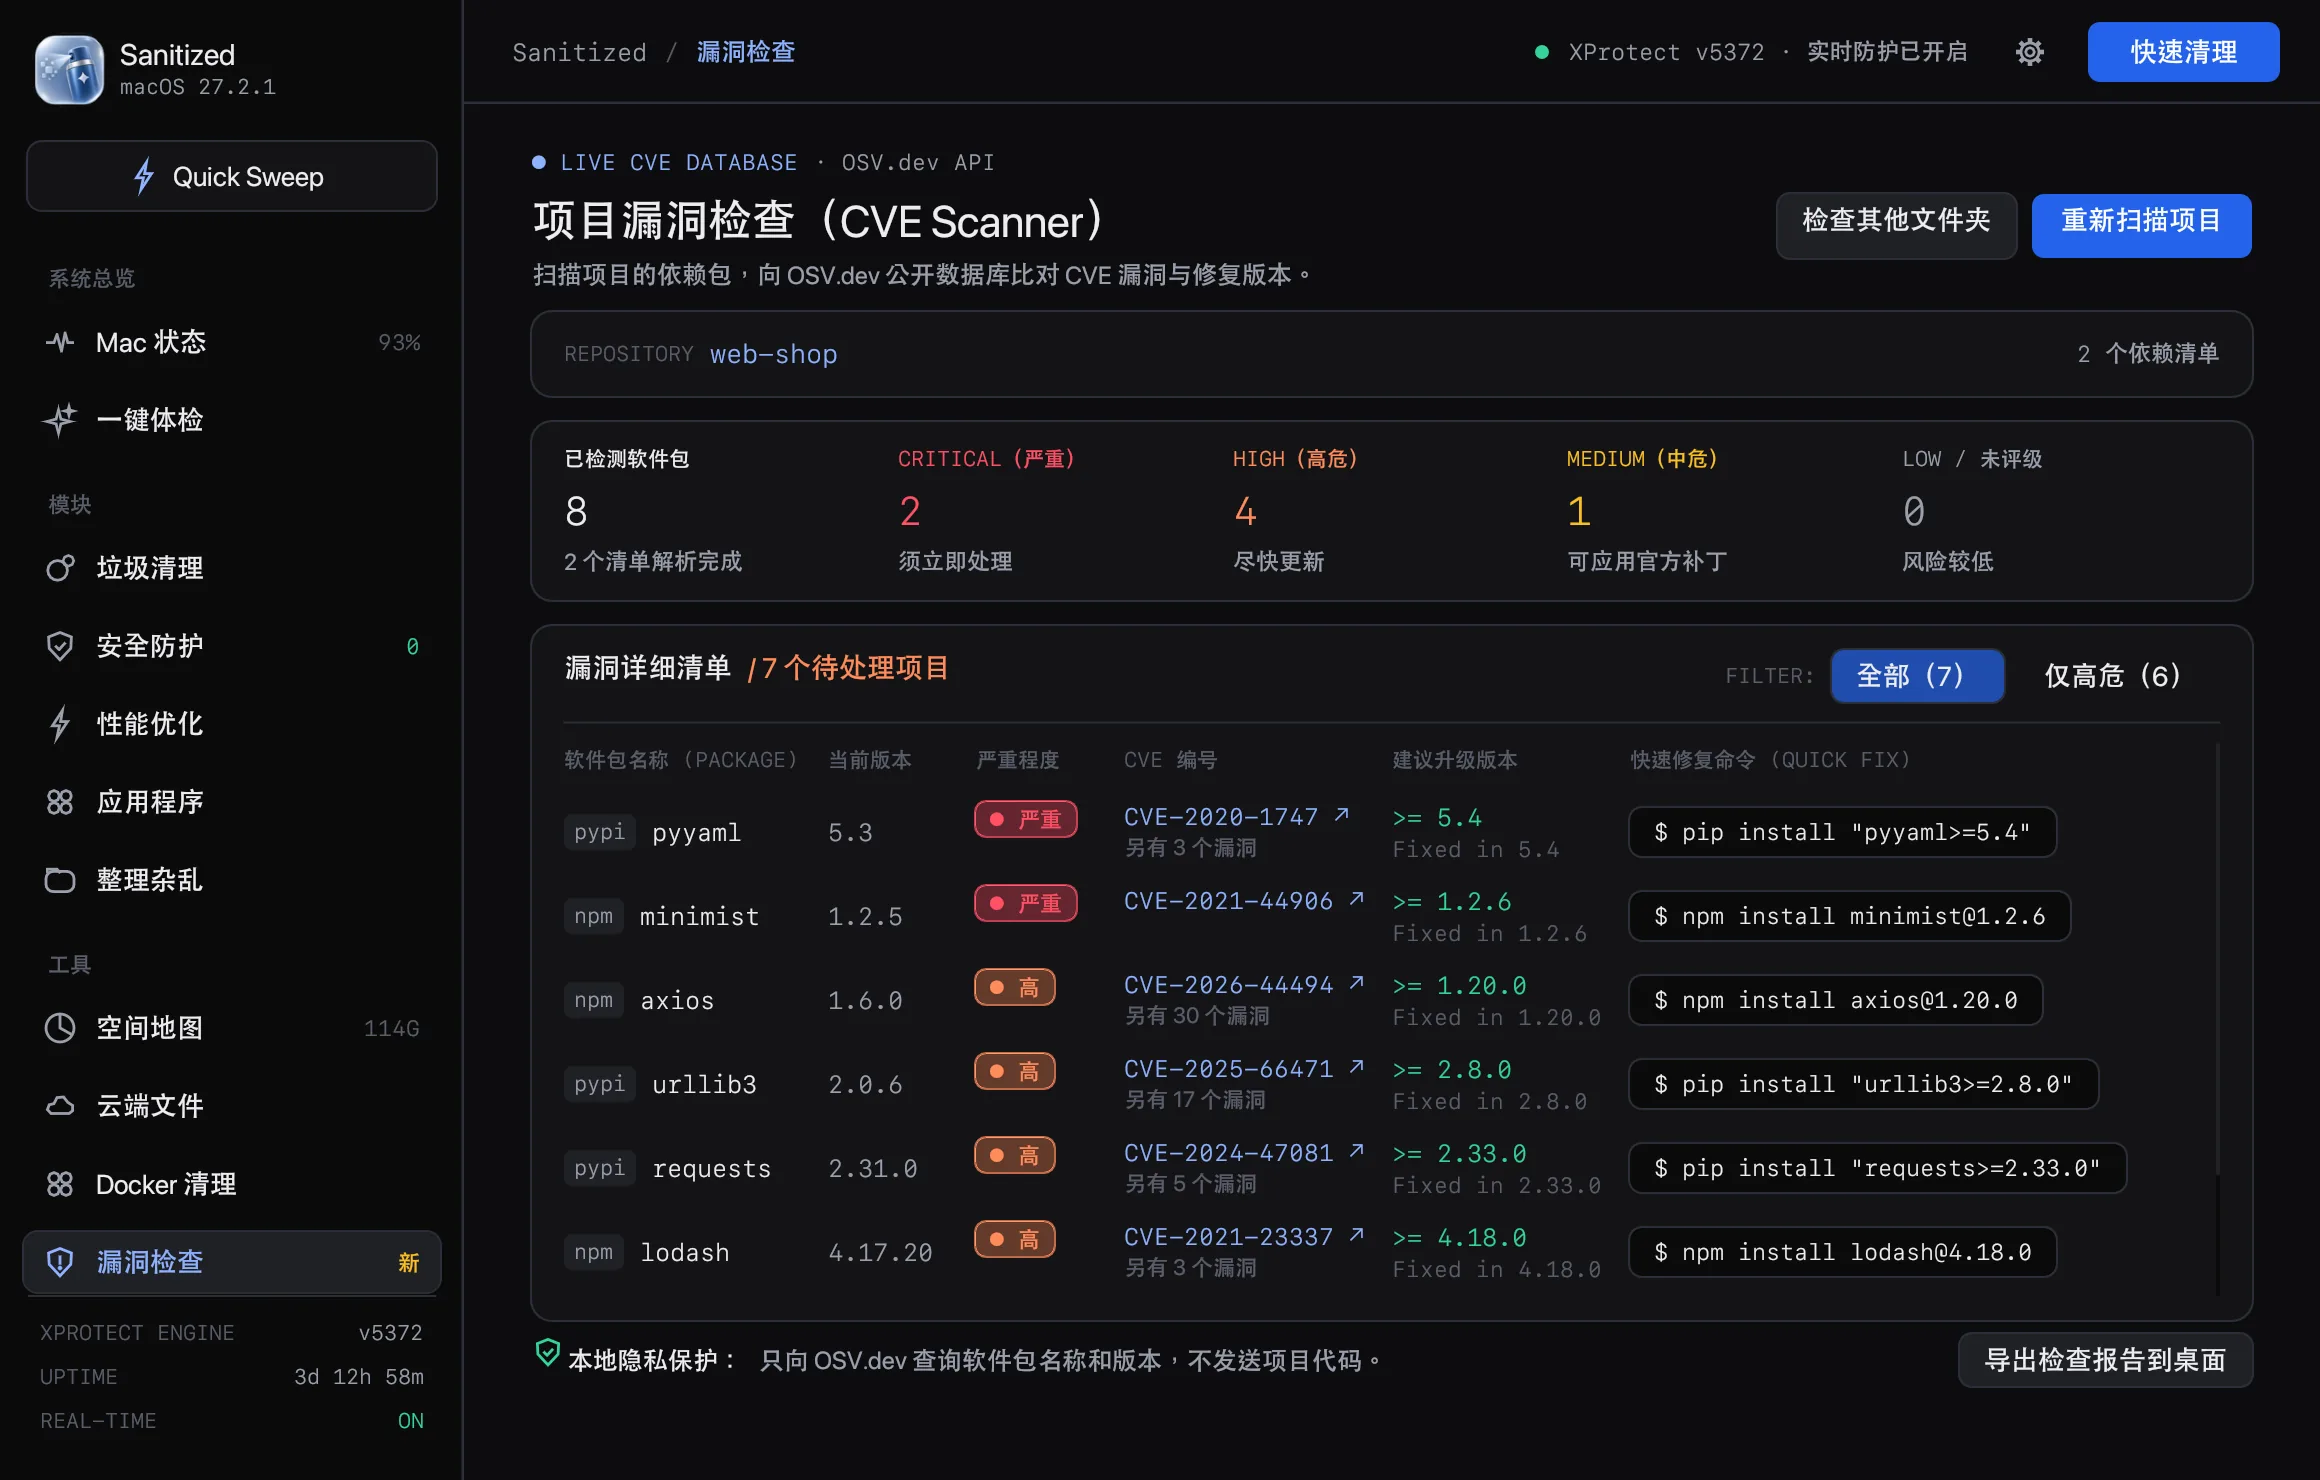 Sanitized
macOS 27.2.1
Quick Sweep
系统总览
Mac 状态 93%
一键体检
模块
垃圾清理
安全防护 0
性能优化
应用程序
整理杂乱
工具
空间地图 114G
云端文件
Docker 清理
漏洞检查 新
XPROTECT ENGINE v5372
UPTIME 3d 12h 58m
REAL-TIME ON
Sanitized / 漏洞检查
XProtect v5372 · 实时防护已开启
快速清理
LIVE CVE DATABASE · OSV.dev API
项目漏洞检查（CVE Scanner）
扫描项目的依赖包，向 OSV.dev 公开数据库比对 CVE 漏洞与修复版本。
检查其他文件夹
重新扫描项目
REPOSITORY web-shop
2 个依赖清单
已检测软件包
8
2 个清单解析完成
CRITICAL（严重）
2
须立即处理
HIGH（高危）
4
尽快更新
MEDIUM（中危）
1
可应用官方补丁
LOW / 未评级
0
风险较低
漏洞详细清单 / 7 个待处理项目
FILTER: 全部（7） 仅高危（6）
软件包名称（PACKAGE） 当前版本 严重程度 CVE 编号 建议升级版本 快速修复命令（QUICK FIX）
pypi pyyaml 5.3 严重 CVE-2020-1747 ↗ >= 5.4 $ pip install "pyyaml>=5.4"
另有 3 个漏洞 Fixed in 5.4
npm minimist 1.2.5 严重 CVE-2021-44906 ↗ >= 1.2.6 $ npm install minimist@1.2.6
Fixed in 1.2.6
npm axios 1.6.0 高 CVE-2026-44494 ↗ >= 1.20.0 $ npm install axios@1.20.0
另有 30 个漏洞 Fixed in 1.20.0
pypi urllib3 2.0.6 高 CVE-2025-66471 ↗ >= 2.8.0 $ pip install "urllib3>=2.8.0"
另有 17 个漏洞 Fixed in 2.8.0
pypi requests 2.31.0 高 CVE-2024-47081 ↗ >= 2.33.0 $ pip install "requests>=2.33.0"
另有 5 个漏洞 Fixed in 2.33.0
npm lodash 4.17.20 高 CVE-2021-23337 ↗ >= 4.18.0 $ npm install lodash@4.18.0
另有 3 个漏洞 Fixed in 4.18.0
本地隐私保护： 只向 OSV.dev 查询软件包名称和版本，不发送项目代码。
导出检查报告到桌面